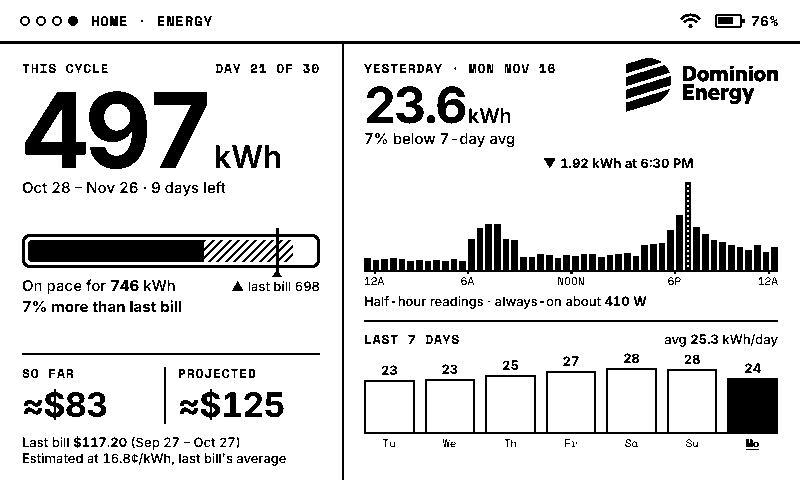 HOME · ENERGY
76%
THIS CYCLE DAY 21 OF 30
497 kWh
Oct 28 – Nov 26 · 9 days left
On pace for 746 kWh
▲ last bill 698
7% more than last bill
SO FAR
≈$83
PROJECTED
≈$125
Last bill $117.20 (Sep 27 – Oct 27)
Estimated at 16.8¢/kWh, last bill's average
YESTERDAY · MON NOV 16
23.6 kWh
7% below 7-day avg
Dominion
Energy
▼ 1.92 kWh at 6:30 PM
12A 6A NOON 6P 12A
Half-hour readings · always-on about 410 W
LAST 7 DAYS avg 25.3 kWh/day
23 23 25 27 28 28 24
Tu We Th Fr Sa Su Mo